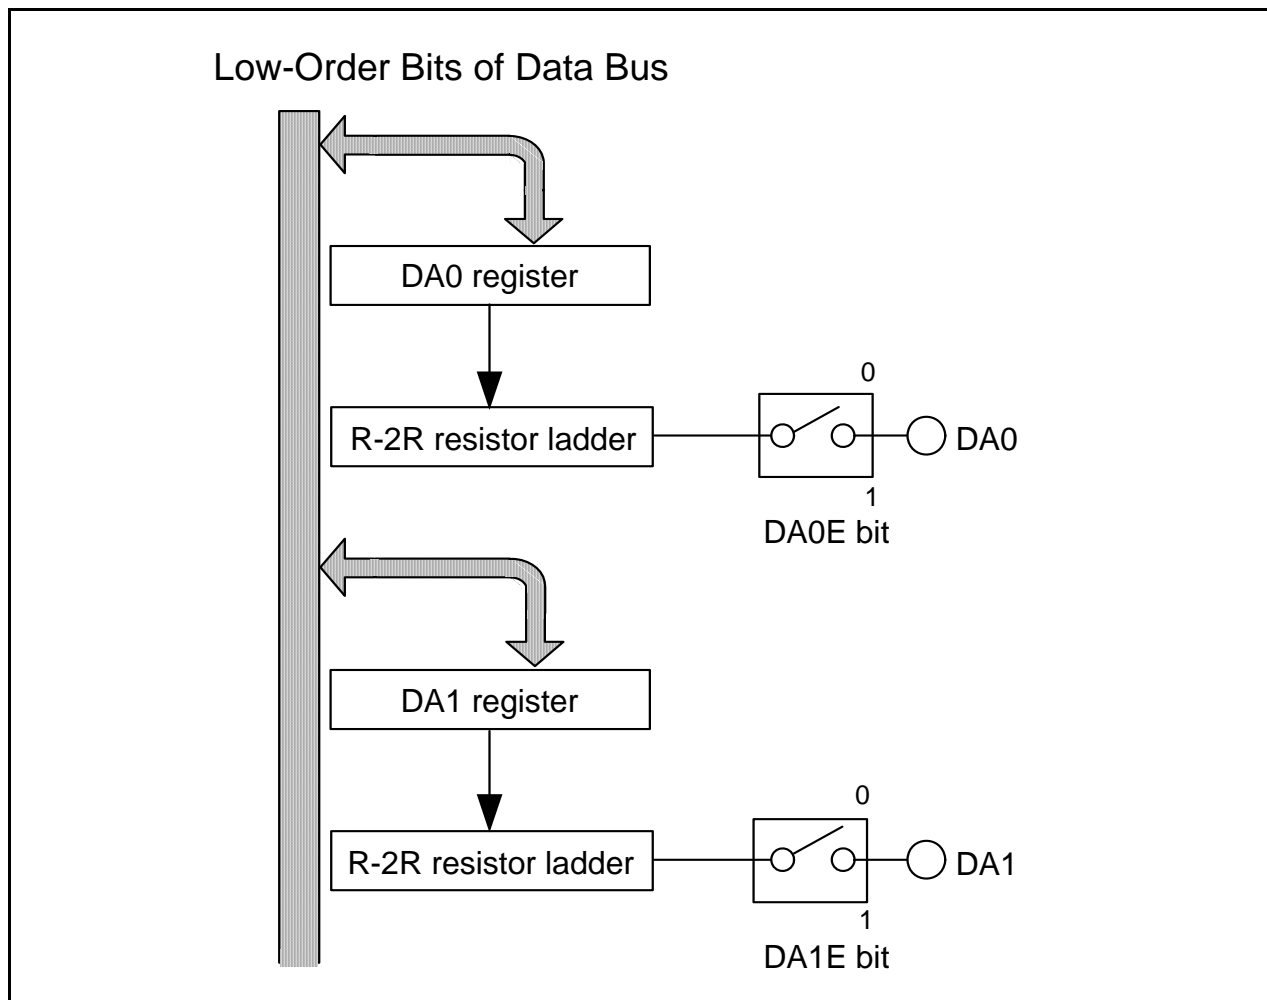 Low-Order Bits of Data Bus
DA0 register
R-2R resistor ladder
0
DA0
1
DA0E bit
DA1 register
R-2R resistor ladder
0
DA1
1
DA1E bit